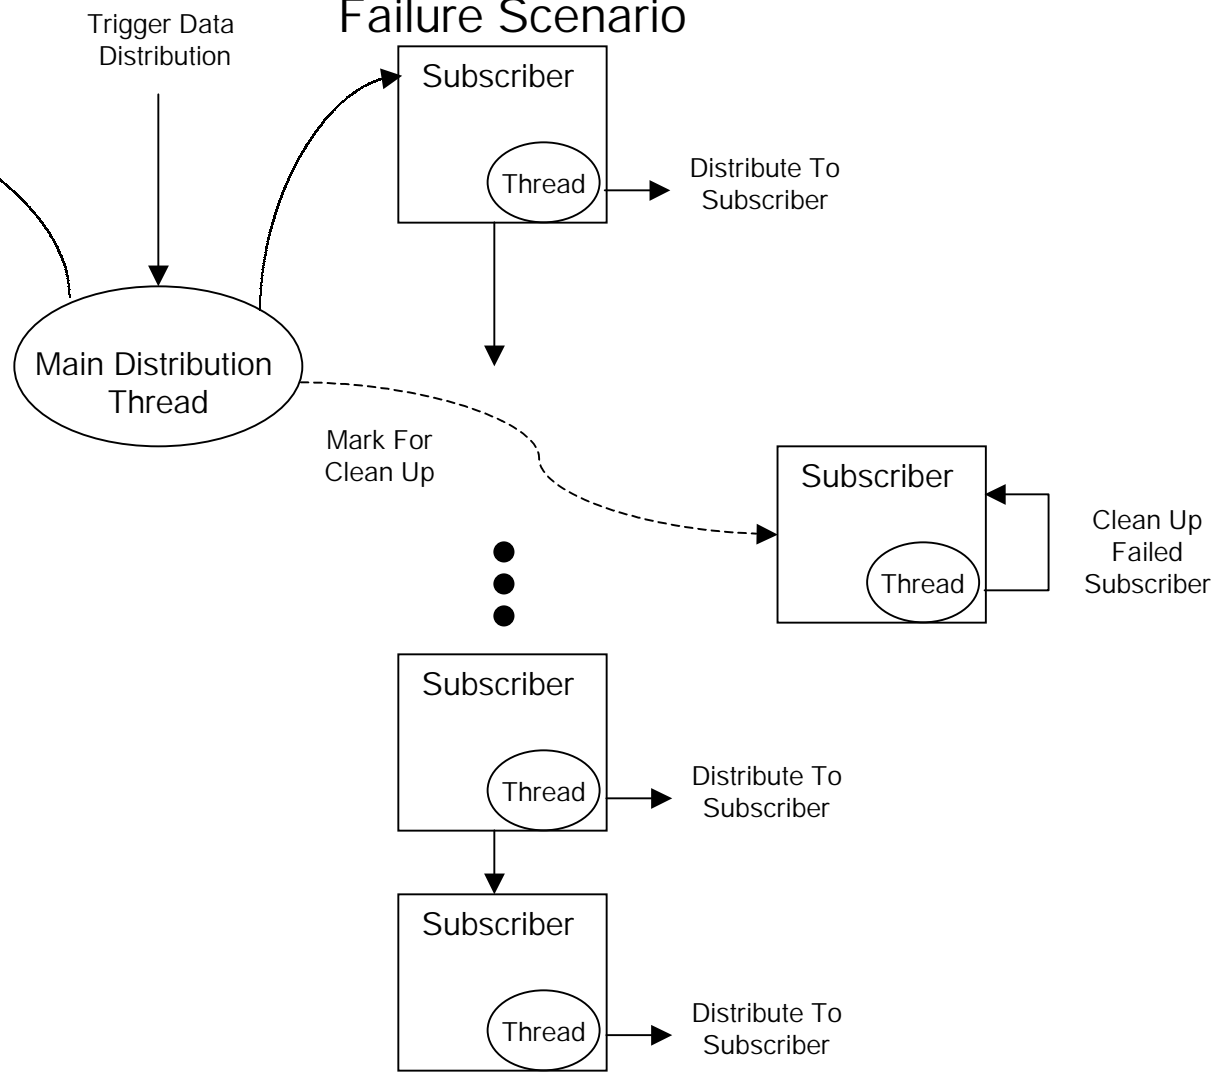 Failure Scenario
Trigger Data
Distribution
Subscriber
Thread
Distribute To
Subscriber
Main Distribution
Thread
Mark For
Clean Up
Subscriber
Thread
Clean Up
Failed
Subscriber
Subscriber
Thread
Distribute To
Subscriber
Subscriber
Thread
Distribute To
Subscriber